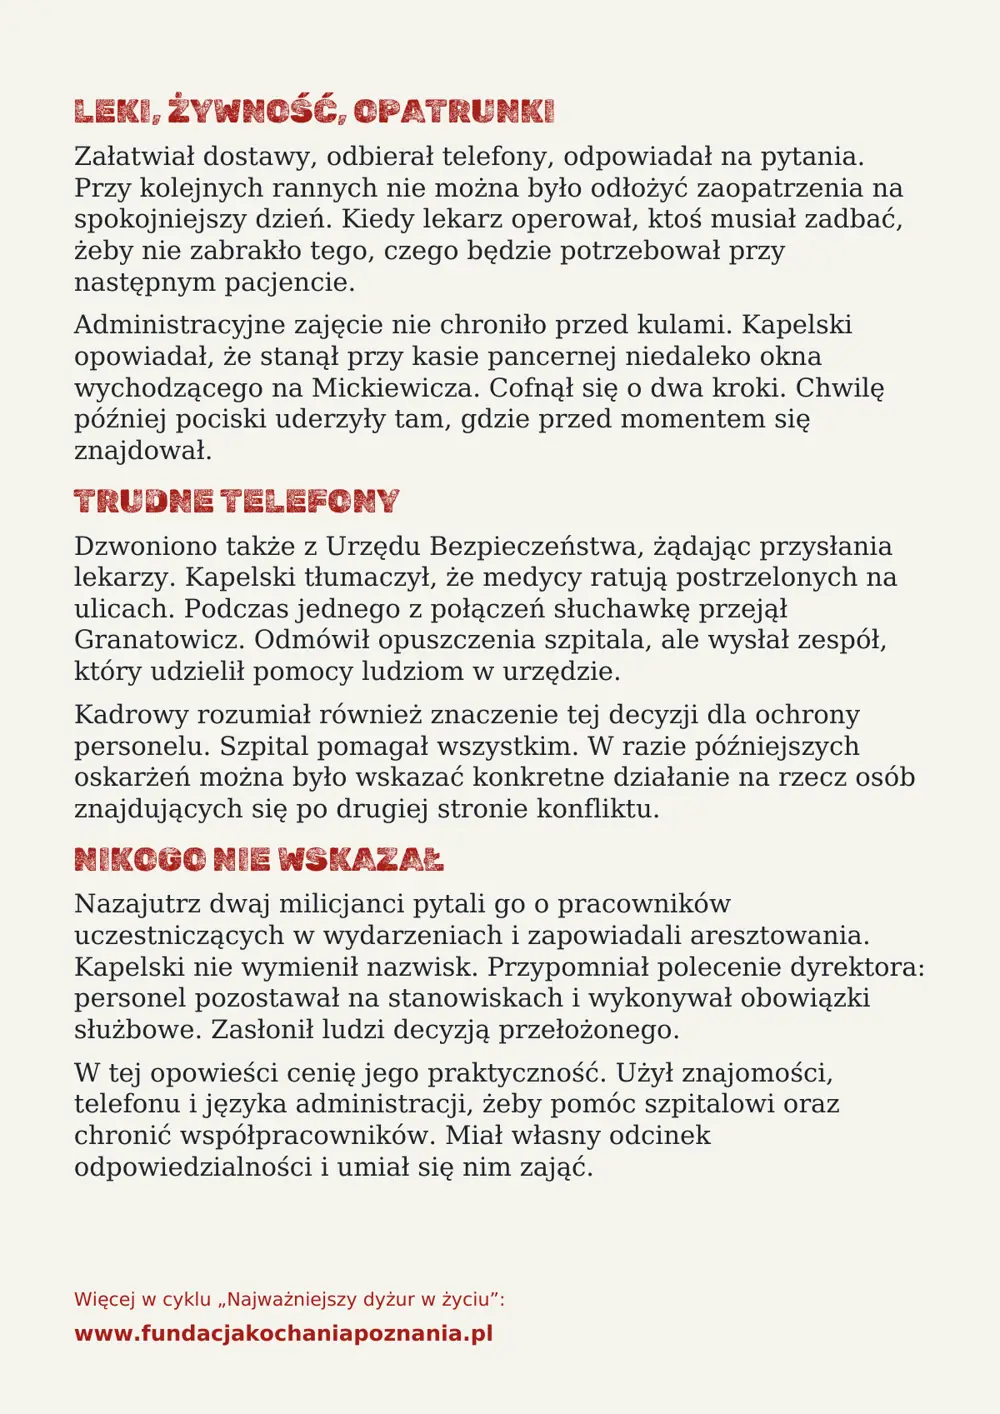 LEKI, ŻYWNOŚĆ, OPATRUNKI
Załatwiał dostawy, odbierał telefony, odpowiadał na pytania.
Przy kolejnych rannych nie można było odłożyć zaopatrzenia na
spokojniejszy dzień. Kiedy lekarz operował, ktoś musiał zadbać,
żeby nie zabrakło tego, czego będzie potrzebował przy
następnym pacjencie.
Administracyjne zajęcie nie chroniło przed kulami. Kapelski
opowiadał, że stanął przy kasie pancernej niedaleko okna
wychodzącego na Mickiewicza. Cofnął się o dwa kroki. Chwilę
później pociski uderzyły tam, gdzie przed momentem się
znajdował.
TRUDNE TELEFONY
Dzwoniono także z Urzędu Bezpieczeństwa, żądając przysłania
lekarzy. Kapelski tłumaczył, że medycy ratują postrzelonych na
ulicach. Podczas jednego z połączeń słuchawkę przejął
Granatowicz. Odmówił opuszczenia szpitala, ale wysłał zespół,
który udzielił pomocy ludziom w urzędzie.
Kadrowy rozumiał również znaczenie tej decyzji dla ochrony
personelu. Szpital pomagał wszystkim. W razie późniejszych
oskarżeń można było wskazać konkretne działanie na rzecz osób
znajdujących się po drugiej stronie konfliktu.
NIKOGO NIE WSKAZAŁ
Nazajutrz dwaj milicjanci pytali go o pracowników
uczestniczących w wydarzeniach i zapowiadali aresztowania.
Kapelski nie wymienił nazwisk. Przypomniał polecenie dyrektora:
personel pozostawał na stanowiskach i wykonywał obowiązki
służbowe. Zasłonił ludzi decyzją przełożonego.
W tej opowieści cenię jego praktyczność. Użył znajomości,
telefonu i języka administracji, żeby pomóc szpitalowi oraz
chronić współpracowników. Miał własny odcinek
odpowiedzialności i umiał się nim zająć.
Więcej w cyklu „Najważniejszy dyżur w życiu”:
www.fundacjakochaniapoznania.pl